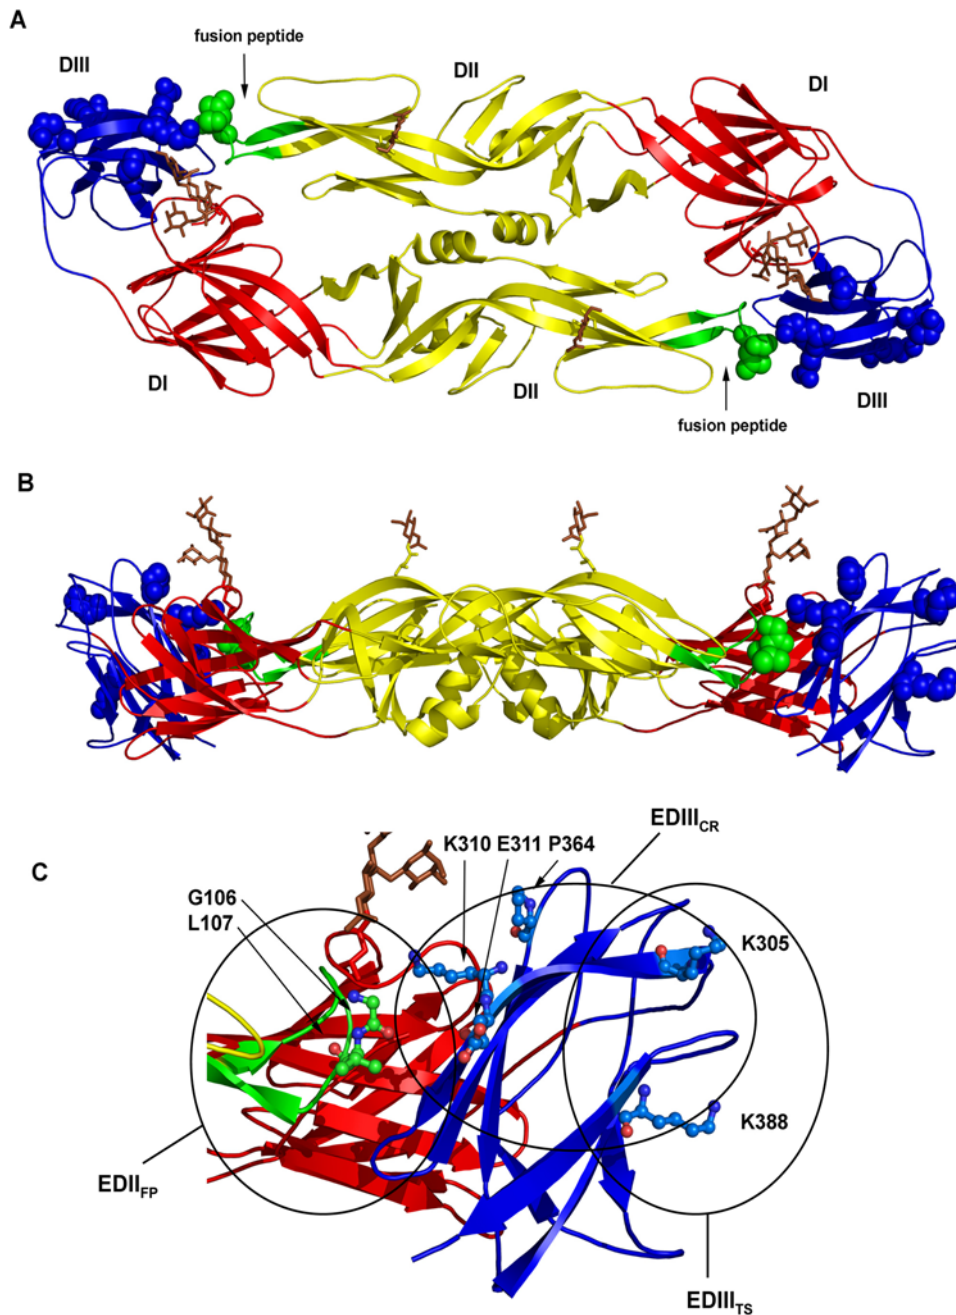 A
fusion peptide
DIII
DII
DI
DI
DII
DIII
fusion peptide
B
C
EDIII_CR
K310 E311 P364
G106
L107
K305
K388
EDII_FP
EDIII_TS